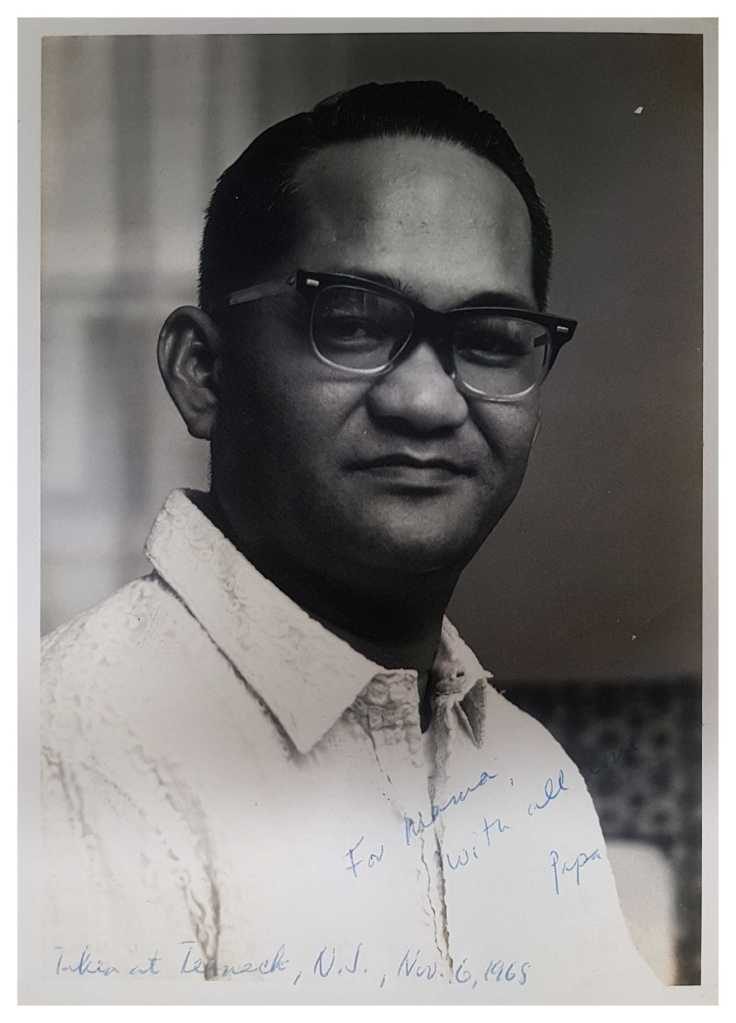 For Mama,
With all
Papa
Taken at Teaneck, N.J., Nov. 6, 1965